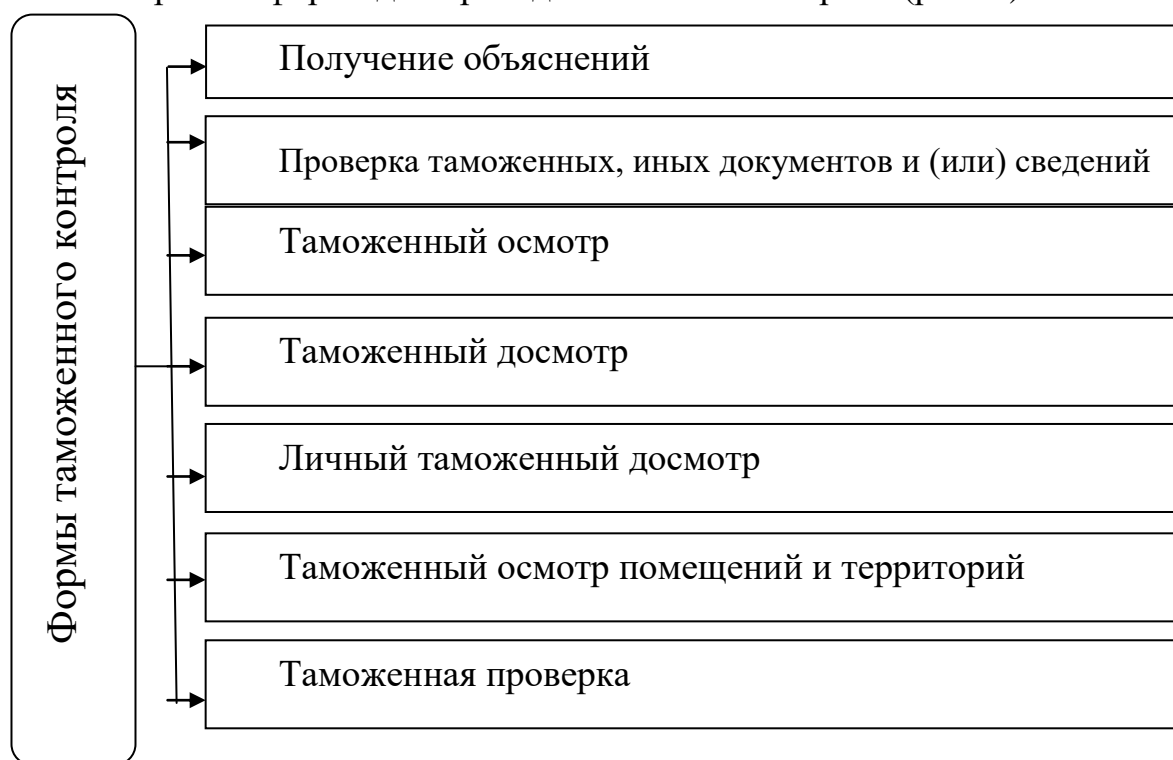 Формы таможенного контроля
Получение объяснений
Проверка таможенных, иных документов и (или) сведений
Таможенный осмотр
Таможенный досмотр
Личный таможенный досмотр
Таможенный осмотр помещений и территорий
Таможенная проверка